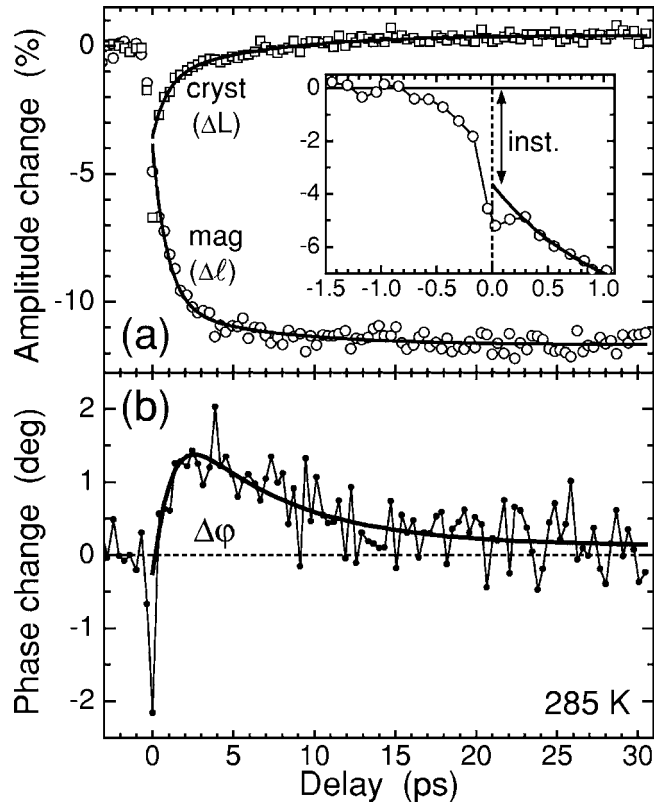 Amplitude change (%)
0
-5
-10
(a)
cryst
(ΔL)
mag
(Δℓ)
0
-2
-4
-6
inst.
-1.5 -1.0 -0.5 0.0 0.5 1.0
Phase change (deg)
2
1
0
-1
-2
(b)
Δφ
285 K
0 5 10 15 20 25 30
Delay (ps)